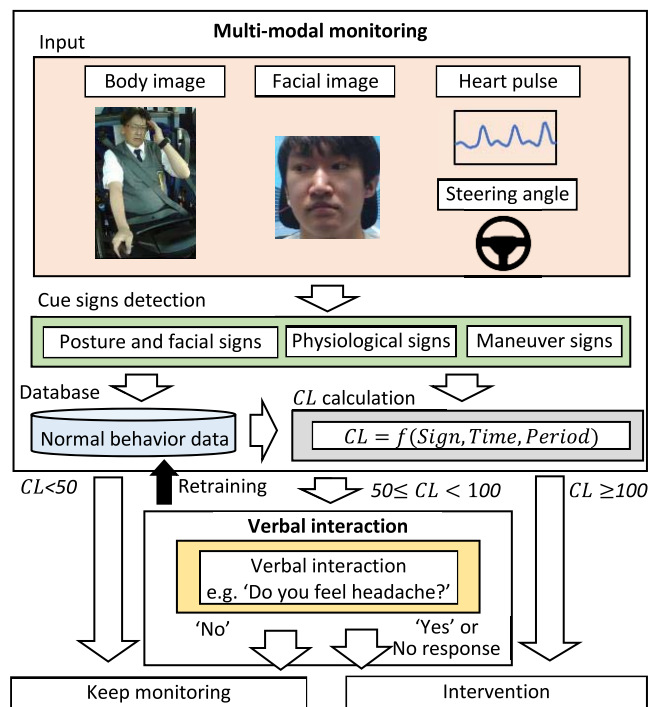 Multi-modal monitoring
Input
Body image
Facial image
Heart pulse
Steering angle
Cue signs detection
Posture and facial signs
Physiological signs
Maneuver signs
Database
CL calculation
Normal behavior data
CL = f(Sign, Time, Period)
CL<50
Retraining
50≤ CL < 100
CL ≥100
Verbal interaction
Verbal interaction
e.g. ‘Do you feel headache?’
‘No’
‘Yes’ or
No response
Keep monitoring
Intervention